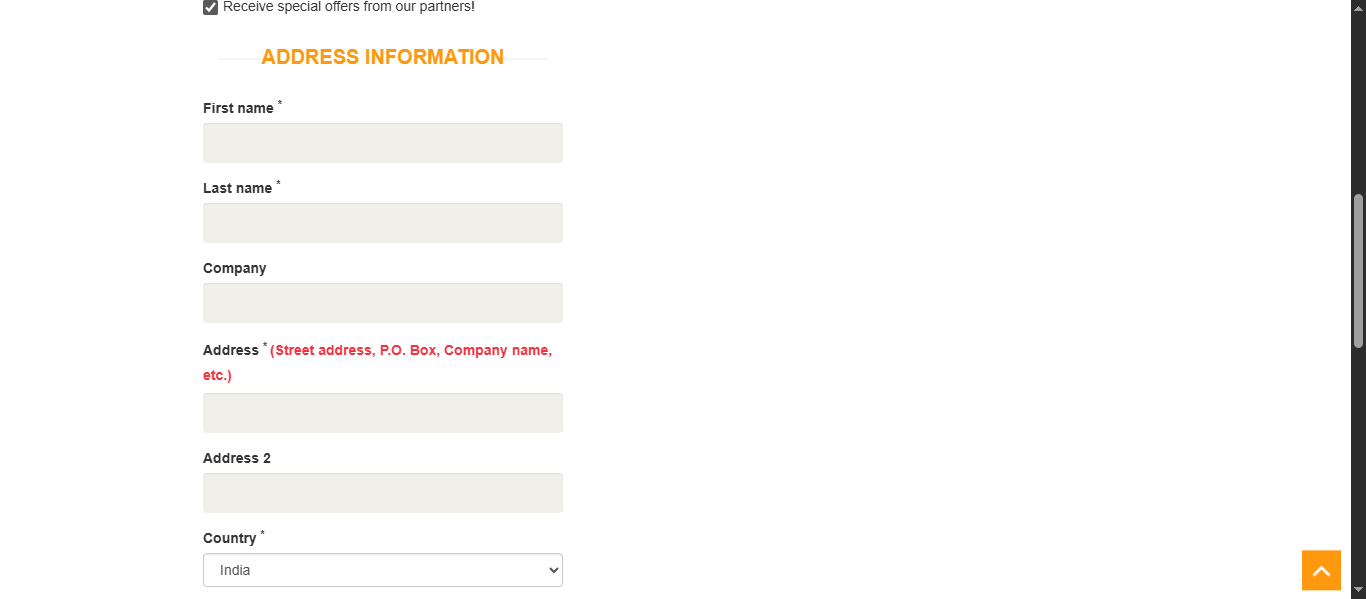 Receive special offers from our partners!
ADDRESS INFORMATION
First name *
Last name *
Company
Address * (Street address, P.O. Box, Company name,
etc.)
Address 2
Country *
India